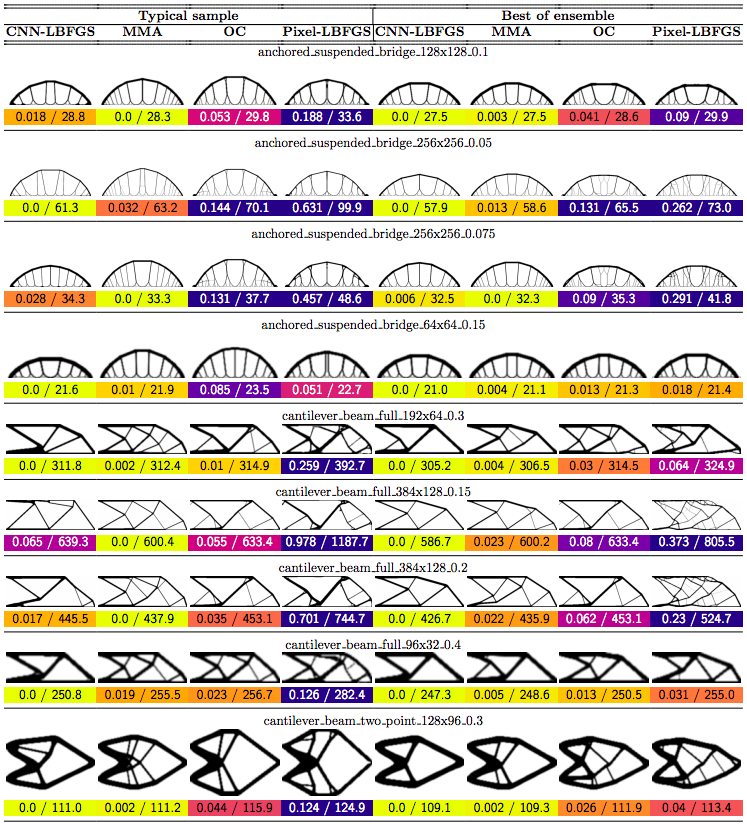 Typical sample Best of ensemble
CNN-LBFGS MMA OC Pixel-LBFGS CNN-LBFGS MMA OC Pixel-LBFGS
anchored_suspended_bridge_128x128_0.1
0.018 / 28.8 0.0 / 28.3 0.053 / 29.8 0.188 / 33.6 0.0 / 27.5 0.003 / 27.5 0.041 / 28.6 0.09 / 29.9
anchored_suspended_bridge_256x256_0.05
0.0 / 61.3 0.032 / 63.2 0.144 / 70.1 0.631 / 99.9 0.0 / 57.9 0.013 / 58.6 0.131 / 65.5 0.262 / 73.0
anchored_suspended_bridge_256x256_0.075
0.028 / 34.3 0.0 / 33.3 0.131 / 37.7 0.457 / 48.6 0.006 / 32.5 0.0 / 32.3 0.09 / 35.3 0.291 / 41.8
anchored_suspended_bridge_64x64_0.15
0.0 / 21.6 0.01 / 21.9 0.085 / 23.5 0.051 / 22.7 0.0 / 21.0 0.004 / 21.1 0.013 / 21.3 0.018 / 21.4
cantilever_beam_full_192x64_0.3
0.0 / 311.8 0.002 / 312.4 0.01 / 314.9 0.259 / 392.7 0.0 / 305.2 0.004 / 306.5 0.03 / 314.5 0.064 / 324.9
cantilever_beam_full_384x128_0.15
0.065 / 639.3 0.0 / 600.4 0.055 / 633.4 0.978 / 1187.7 0.0 / 586.7 0.023 / 600.2 0.08 / 633.4 0.373 / 805.5
cantilever_beam_full_384x128_0.2
0.017 / 445.5 0.0 / 437.9 0.035 / 453.1 0.701 / 744.7 0.0 / 426.7 0.022 / 435.9 0.062 / 453.1 0.23 / 524.7
cantilever_beam_full_96x32_0.4
0.0 / 250.8 0.019 / 255.5 0.023 / 256.7 0.126 / 282.4 0.0 / 247.3 0.005 / 248.6 0.013 / 250.5 0.031 / 255.0
cantilever_beam_two_point_128x96_0.3
0.0 / 111.0 0.002 / 111.2 0.044 / 115.9 0.124 / 124.9 0.0 / 109.1 0.002 / 109.3 0.026 / 111.9 0.04 / 113.4